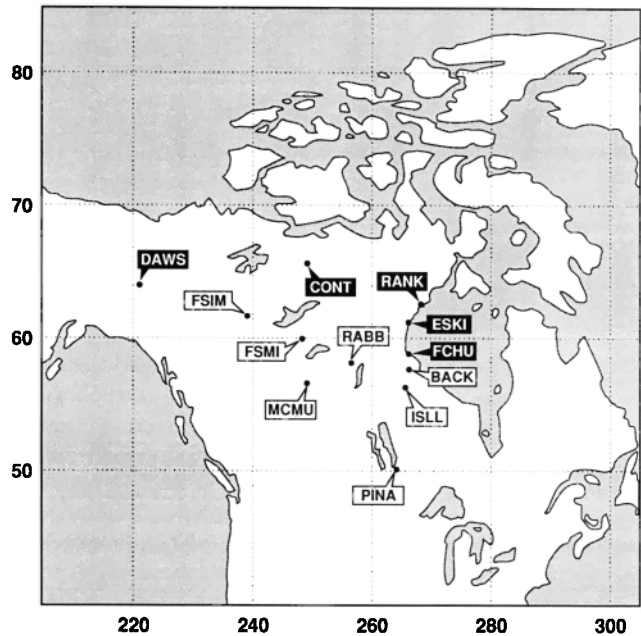 80
70
DAWS
CONT
RANK
FSIM
ESKI
60
RABB
FSMI
FCHU
BACK
MCMU
ISLL
50
PINA
220 240 260 280 300